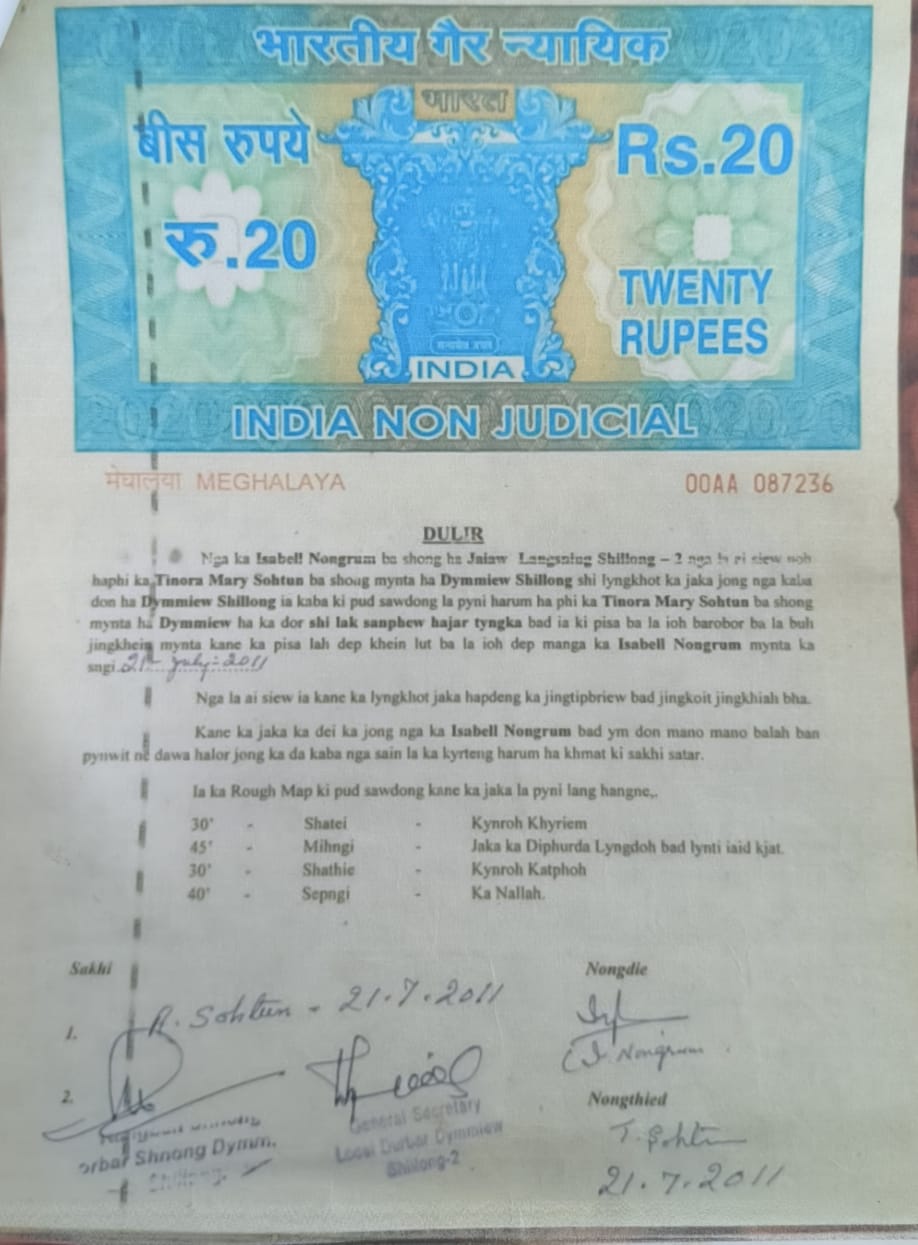 भारतीय गैर न्यायिक
भारत
बीस रुपये
Rs.20
रु.20
TWENTY
RUPEES
सत्यमेव जयते
INDIA
INDIA NON JUDICIAL
मेघालया MEGHALAYA
00AA 087236
DULIR
Nga ka Isabell Nongrum ba shong ha Jaiaw Langsning Shillong – 2 nga la ai siew noh
haphi ka Tinora Mary Sohtun ba shong mynta ha Dymmiew Shillong shi lyngkhot ka jaka jong nga kaba
don ha Dymmiew Shillong ia kaba ki pud sawdong la pyni harum ha phi ka Tinora Mary Sohtun ba shong
mynta ha Dymmiew ha ka dor shi lak sanphew hajar tyngka bad ia ki pisa ba la ioh barobor ba la buh
jingkhein mynta kane ka pisa lah dep khein lut ba la ioh dep manga ka Isabell Nongrum mynta ka
sngi 21st July-2011
Nga la ai siew ia kane ka lyngkhot jaka hapdeng ka jingtipbriew bad jingkoit jingkhiah bha.
Kane ka jaka ka dei ka jong nga ka Isabell Nongrum bad ym don mano mano balah ban
pynwit ne dawa halor jong ka da kaba nga sain la ka kyrteng harum ha khmat ki sakhi satar.
Ia ka Rough Map ki pud sawdong kane ka jaka la pyni lang hangne,.
30' - Shatei - Kynroh Khyriem
45' - Mihngi - Jaka ka Diphurda Lyngdoh bad lynti iaid kjat.
30' - Shathie - Kynroh Katphoh
40' - Sepngi - Ka Nallah.
Sakhi
Nongdie
1. R. Sohtun - 21.7.2011
(I. Nongrum
2.
Nongthied
General Secretary
Local Durbar Dymmiew
Shillong-2
orbar Shnong Dymm.
Shillong.
T. Sohtun
21.7.2011